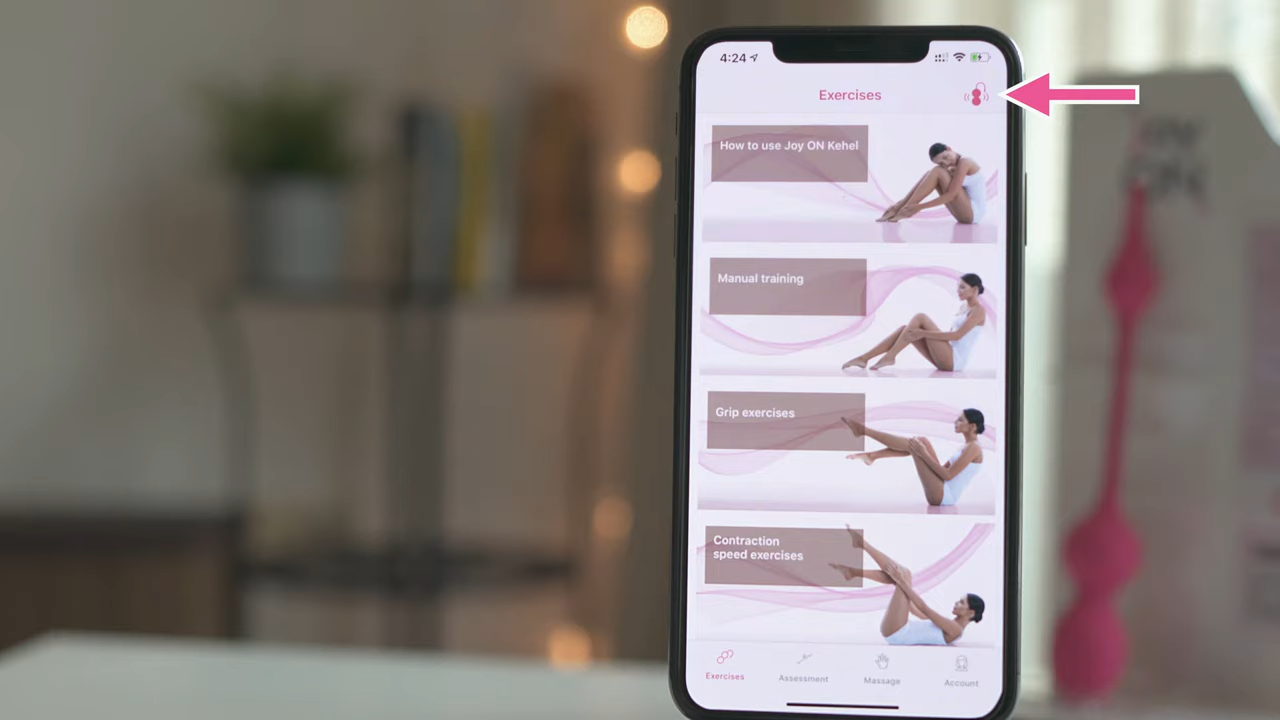 4:24
Exercises
How to use Joy ON Kehel
Manual training
Grip exercises
Contraction
speed exercises
Exercises
Assessment
Massage
Account